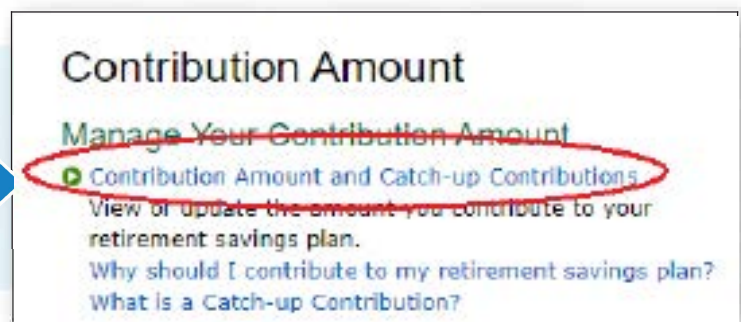 Contribution Amount
Manage Your Contribution Amount
Contribution Amount and Catch-up Contributions
View or update the amount you contribute to your
retirement savings plan.
Why should I contribute to my retirement savings plan?
What is a Catch-up Contribution?